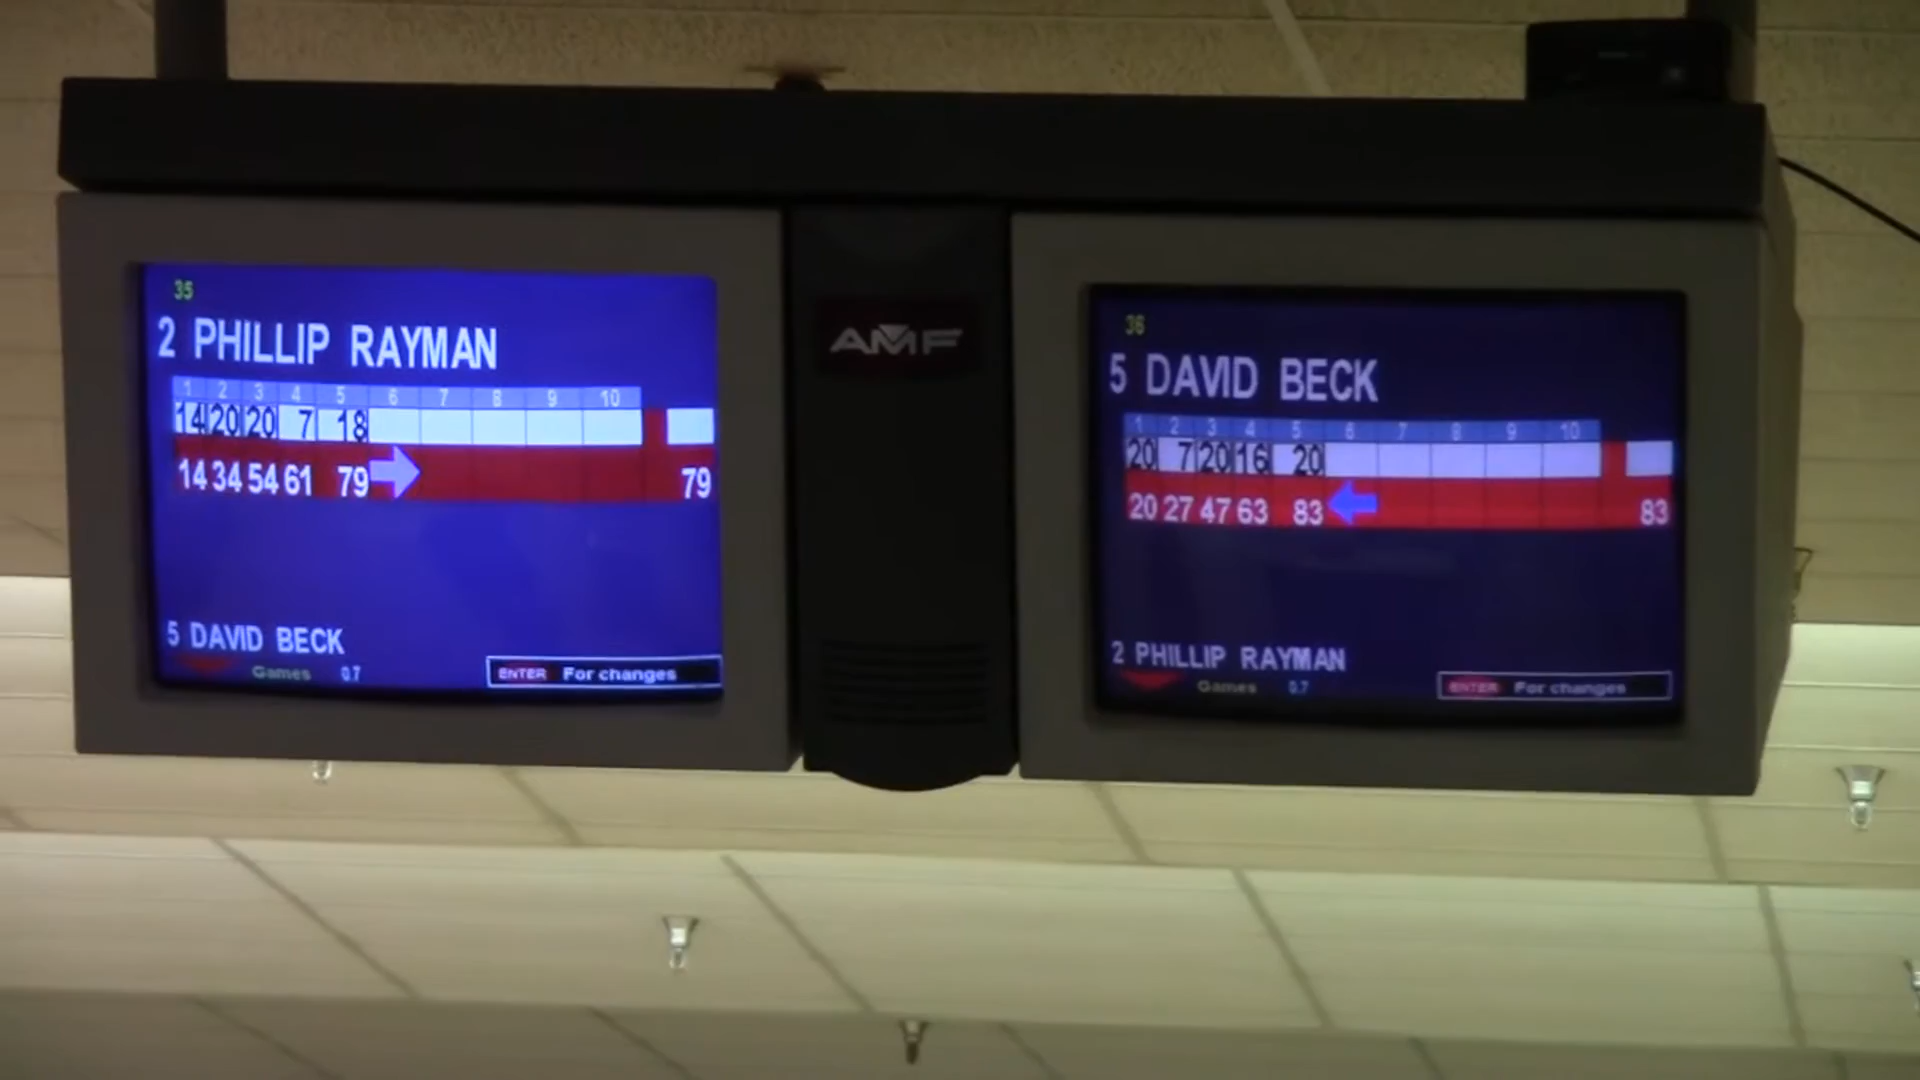 35
2 PHILLIP RAYMAN
1 2 3 4 5 6 7 8 9 10
14 20 20 7 18
14 34 54 61 79 79
5 DAVID BECK
Games 0.7
ENTER For changes
AMF
36
5 DAVID BECK
1 2 3 4 5 6 7 8 9 10
20 7 20 16 20
20 27 47 63 83 83
2 PHILLIP RAYMAN
Games 0.7
ENTER For changes